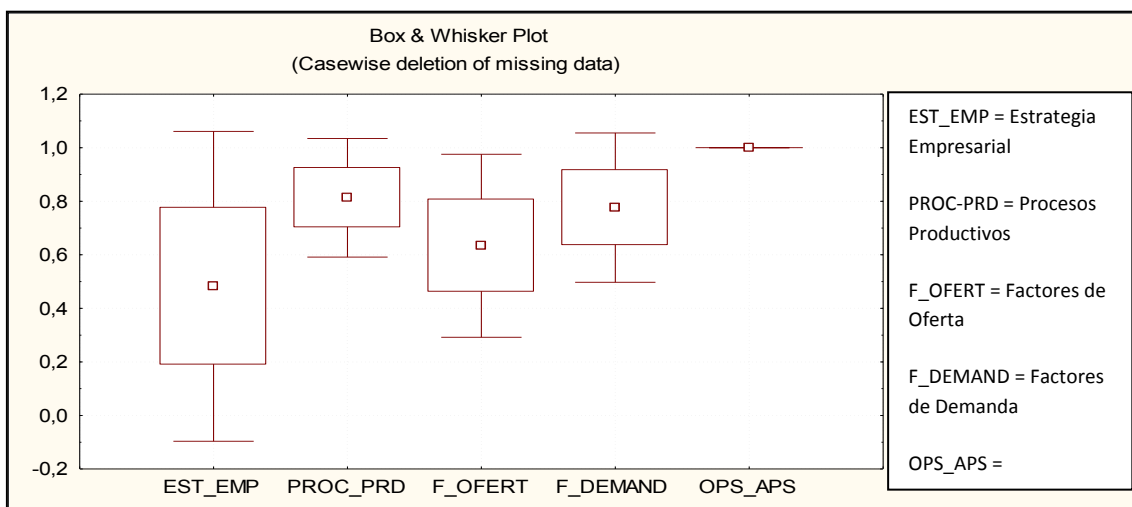 Box & Whisker Plot
(Casewise deletion of missing data)
1,2
1,0
0,8
0,6
0,4
0,2
0,0
-0,2
EST_EMP
PROC_PRD
F_OFERT
F_DEMAND
OPS_APS
EST_EMP = Estrategia
Empresarial
PROC-PRD = Procesos
Productivos
F_OFERT = Factores de
Oferta
F_DEMAND = Factores
de Demanda
OPS_APS =